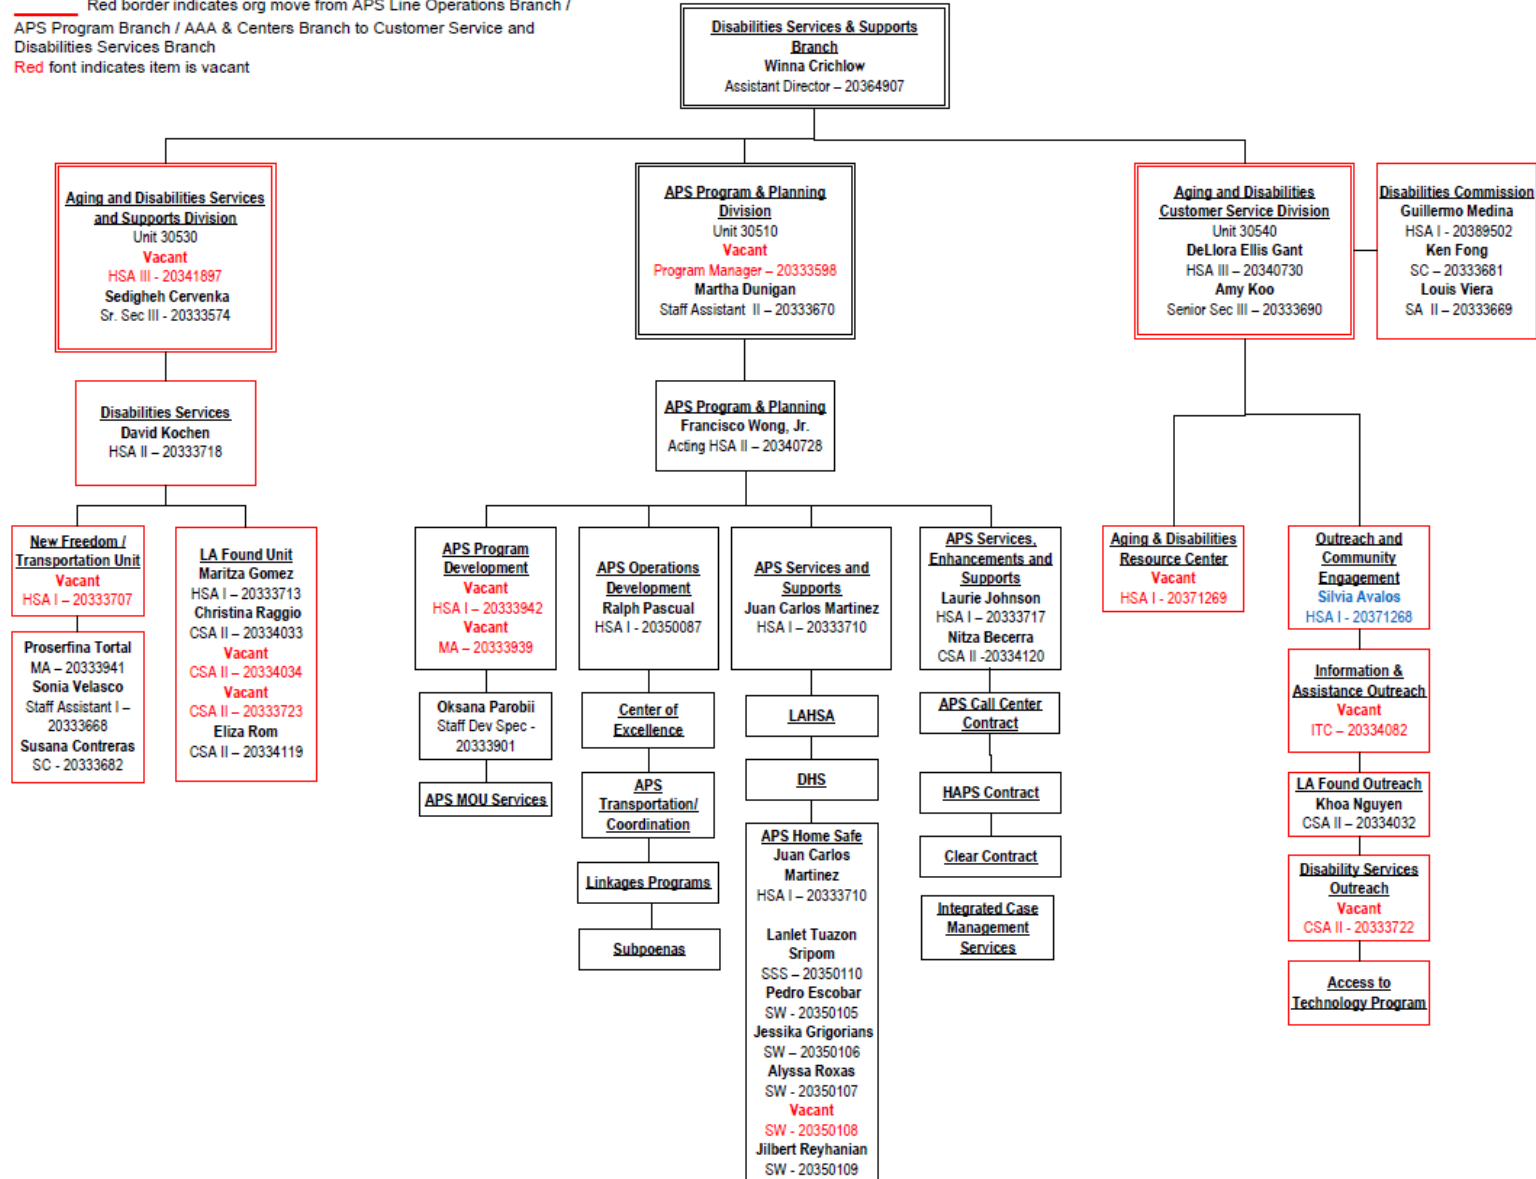 Red border indicates org move from APS Line Operations Branch /
APS Program Branch / AAA & Centers Branch to Customer Service and
Disabilities Services Branch
Red font indicates item is vacant
Disabilities Services & Supports
Branch
Winna Crichlow
Assistant Director – 20364907
Aging and Disabilities Services
and Supports Division
Unit 30530
Vacant
HSA III - 20341897
Sedigheh Cervenka
Sr. Sec III - 20333574
APS Program & Planning
Division
Unit 30510
Vacant
Program Manager – 20333598
Martha Dunigan
Staff Assistant II – 20333670
Aging and Disabilities
Customer Service Division
Unit 30540
DeLlora Ellis Gant
HSA III – 20340730
Amy Koo
Senior Sec III – 20333690
Disabilities Commission
Guillermo Medina
HSA I - 20389502
Ken Fong
SC – 20333681
Louis Viera
SA II – 20333669
Disabilities Services
David Kochen
HSA II – 20333718
APS Program & Planning
Francisco Wong, Jr.
Acting HSA II – 20340728
New Freedom /
Transportation Unit
Vacant
HSA I – 20333707
Proserfina Tortal
MA – 20333941
Sonia Velasco
Staff Assistant I –
20333668
Susana Contreras
SC - 20333682
LA Found Unit
Maritza Gomez
HSA I – 20333713
Christina Raggio
CSA II – 20334033
Vacant
CSA II – 20334034
Vacant
CSA II – 20333723
Eliza Rom
CSA II – 20334119
APS Program
Development
Vacant
HSA I – 20333942
Vacant
MA – 20333939
Oksana Parobii
Staff Dev Spec -
20333901
APS MOU Services
APS Operations
Development
Ralph Pascual
HSA I - 20350087
Center of
Excellence
APS
Transportation/
Coordination
Linkages Programs
Subpoenas
APS Services and
Supports
Juan Carlos Martinez
HSA I – 20333710
LAHSA
DHS
APS Home Safe
Juan Carlos
Martinez
HSA I – 20333710
Lanlet Tuazon
Sripom
SSS – 20350110
Pedro Escobar
SW - 20350105
Jessika Grigorians
SW – 20350106
Alyssa Roxas
SW - 20350107
Vacant
SW - 20350108
Jilbert Reyhanian
SW - 20350109
APS Services,
Enhancements and
Supports
Laurie Johnson
HSA I – 20333717
Nitza Becerra
CSA II -20334120
APS Call Center
Contract
HAPS Contract
Clear Contract
Integrated Case
Management
Services
Aging & Disabilities
Resource Center
Vacant
HSA I - 20371269
Outreach and
Community
Engagement
Silvia Avalos
HSA I - 20371268
Information &
Assistance Outreach
Vacant
ITC – 20334082
LA Found Outreach
Khoa Nguyen
CSA II – 20334032
Disability Services
Outreach
Vacant
CSA II - 20333722
Access to
Technology Program